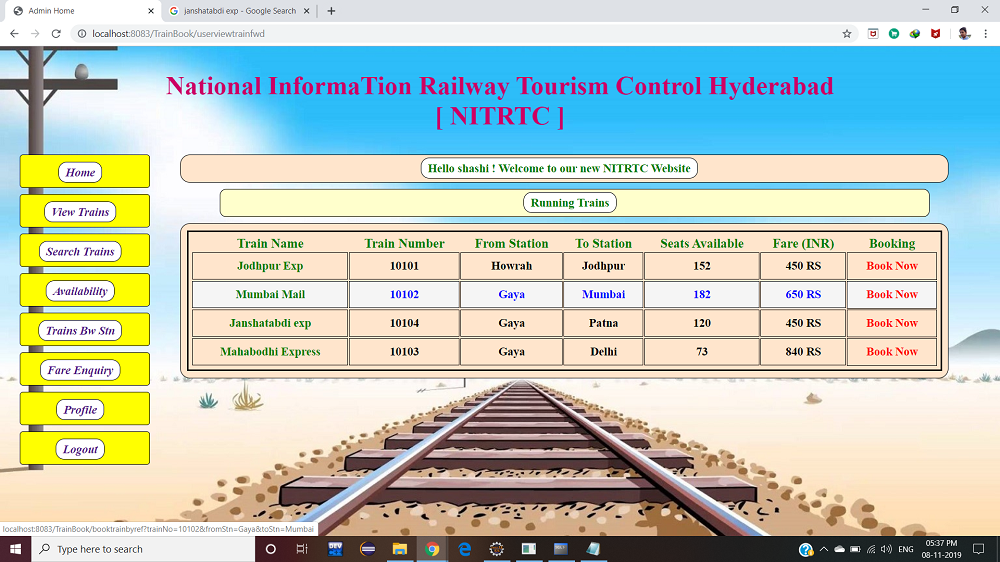 Admin Home
janshatabdi exp - Google Search
localhost:8083/TrainBook/userviewtrainfwd
National InformaTion Railway Tourism Control Hyderabad
[ NITRTC ]
Hello shashi ! Welcome to our new NITRTC Website
Running Trains
Home
View Trains
Search Trains
Availability
Trains Bw Stn
Fare Enquiry
Profile
Logout
Train Name Train Number From Station To Station Seats Available Fare (INR) Booking
Jodhpur Exp 10101 Howrah Jodhpur 152 450 RS Book Now
Mumbai Mail 10102 Gaya Mumbai 182 650 RS Book Now
Janshatabdi exp 10104 Gaya Patna 120 450 RS Book Now
Mahabodhi Express 10103 Gaya Delhi 73 840 RS Book Now
localhost:8083/TrainBook/booktrainbyref?trainNo=10102&fromStn=Gaya&toStn=Mumbai
Type here to search
DEV
ENG
05:37 PM
08-11-2019